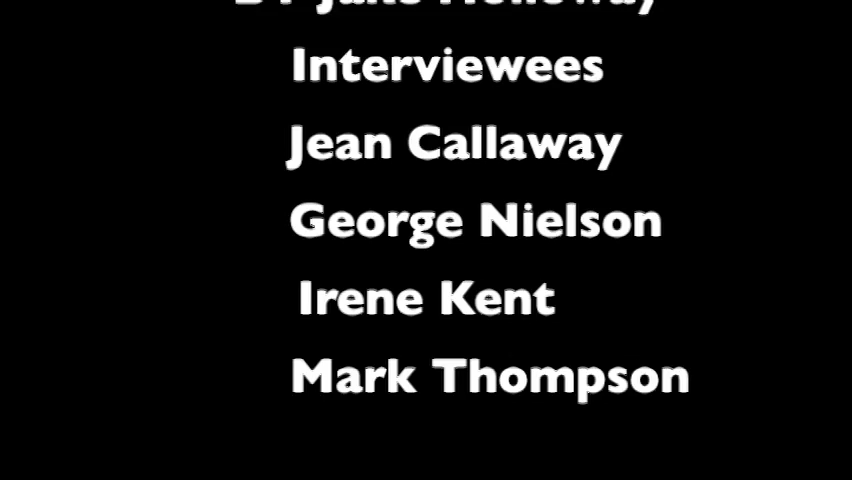 Interviewees
Jean Callaway
George Nielson
Irene Kent
Mark Thompson